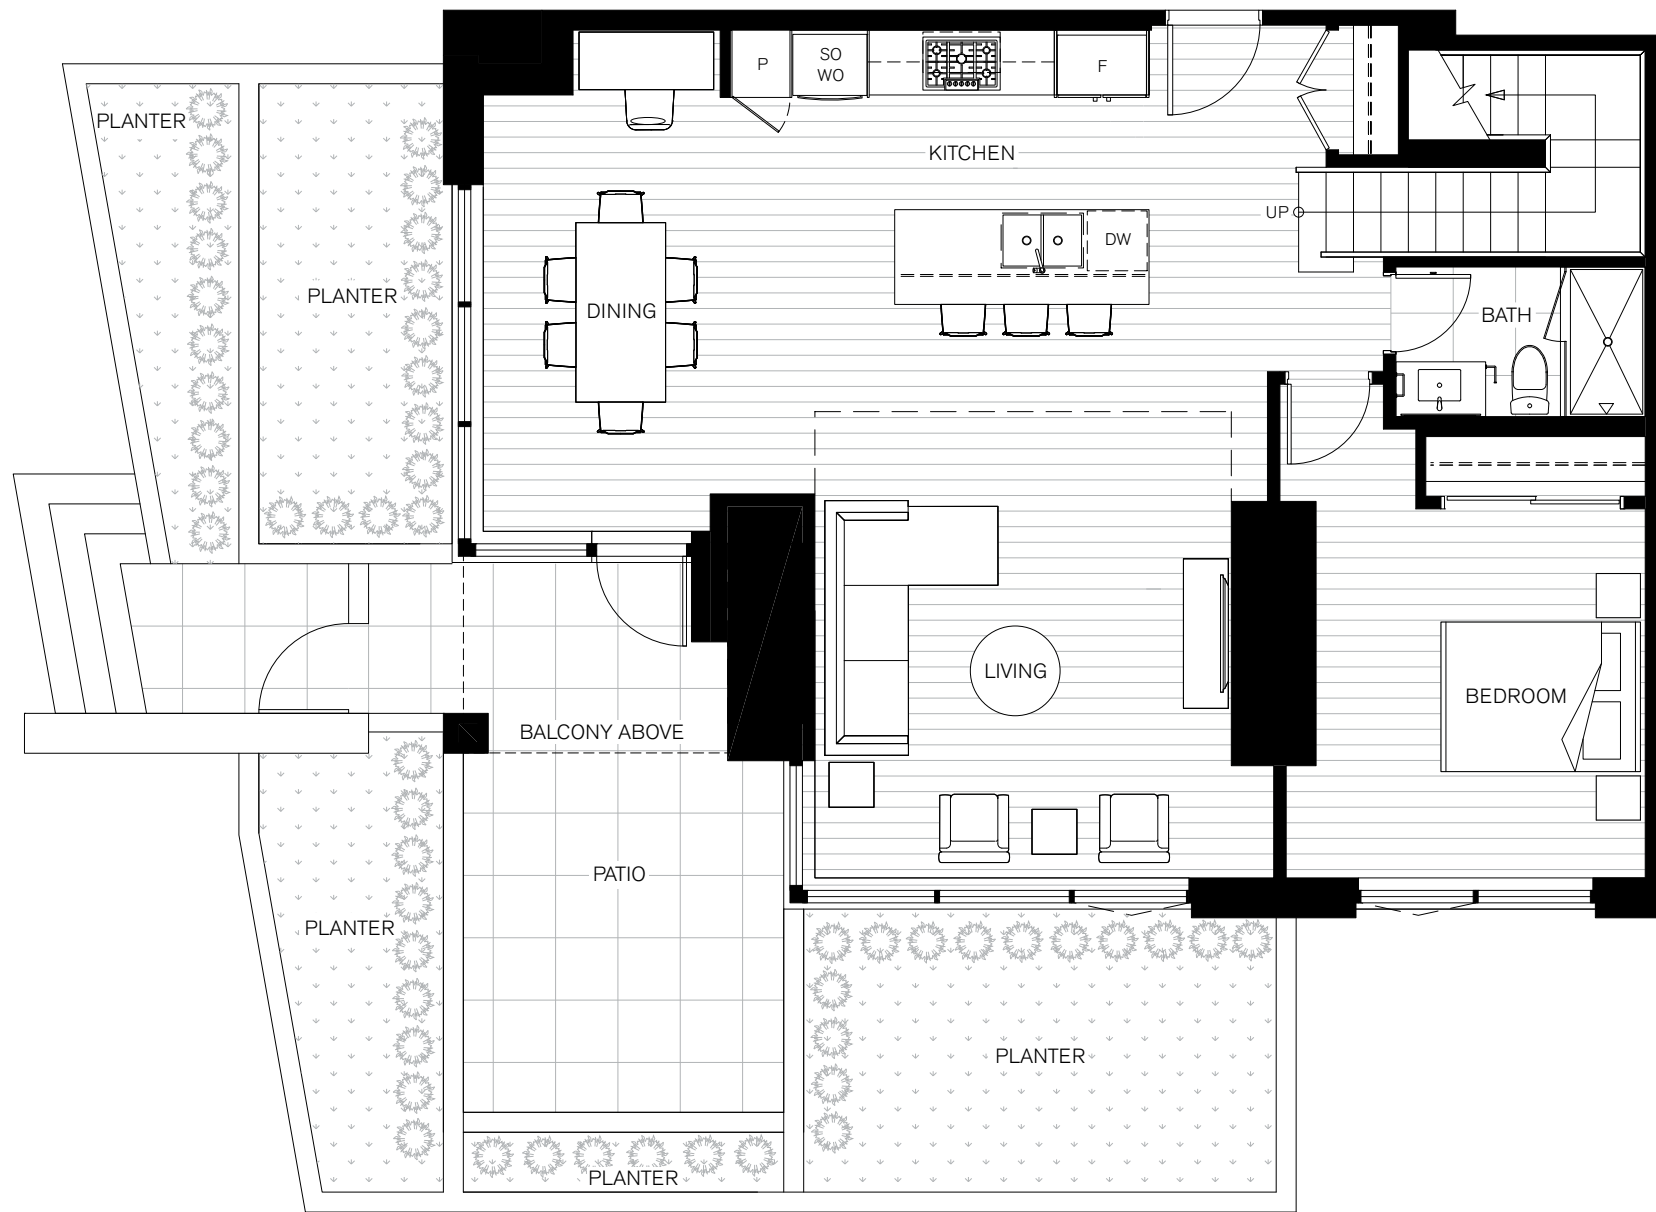 P
SO
WO
F
PLANTER
KITCHEN
UP
DW
PLANTER
DINING
BATH
LIVING
BEDROOM
BALCONY ABOVE
PATIO
PLANTER
PLANTER
PLANTER